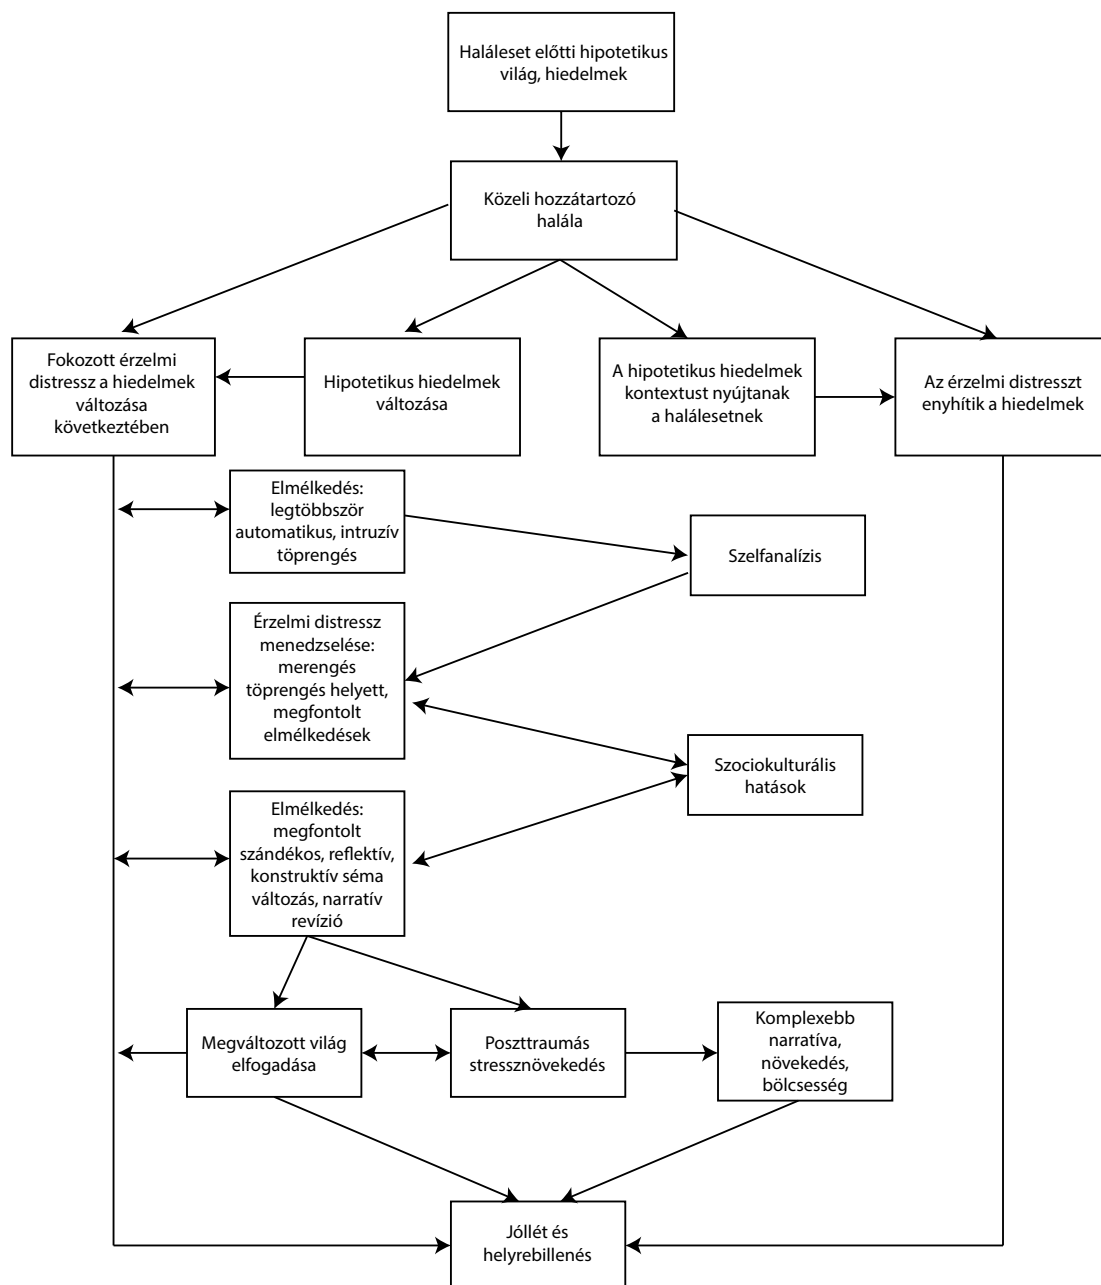 Haláleset előtti hipotetikus
világ, hiedelmek
Közeli hozzátartozó
halála
Fokozott érzelmi
distressz a hiedelmek
változása
következtében
Hipotetikus hiedelmek
változása
A hipotetikus hiedelmek
kontextust nyújtanak
a halálesetnek
Az érzelmi distresszt
enyhítik a hiedelmek
Elmélkedés:
legtöbbször
automatikus, intruzív
töprengés
Szelfanalízis
Érzelmi distressz
menedzselése:
merengés
töprengés helyett,
megfontolt
elmélkedések
Szociokulturális
hatások
Elmélkedés:
megfontolt
szándékos, reflektív,
konstruktív séma
változás, narratív
revízió
Megváltozott világ
elfogadása
Poszttraumás
stressznövekedés
Komplexebb
narratíva,
növekedés,
bölcsesség
Jóllét és
helyrebillenés